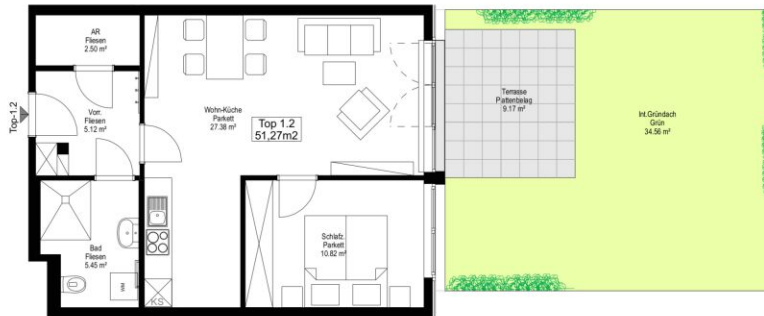 AR
Fliesen
2.50 m²
Top-1.2
Vorr.
Fliesen
5.12 m²
Wohn-Küche
Parkett
27.38 m²
Top 1.2
51,27m2
Terrasse
Plattenbelag
9.17 m²
Int.Gründach
Grün
34.56 m²
Bad
Fliesen
5.45 m²
WM
KS
Schlafz.
Parkett
10.82 m²